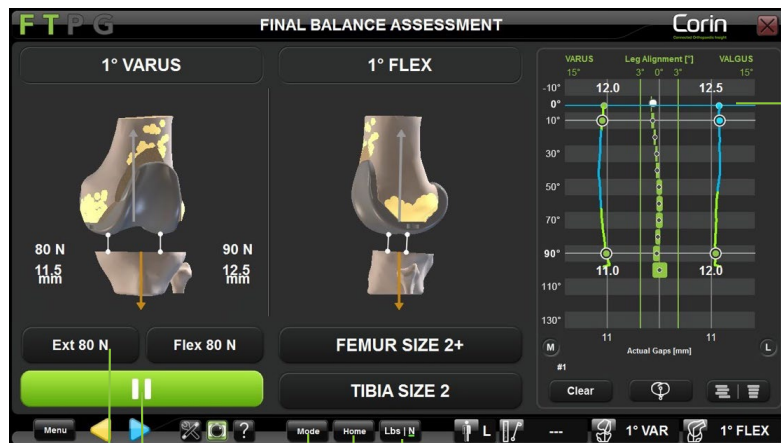 FTPG
FINAL BALANCE ASSESSMENT
Corin
1° VARUS
1° FLEX
80 N
11.5
mm
90 N
12.5
mm
VARUS
Leg Alignment [°]
VALGUS
15°
3°
0°
3°
15°
-10°
0°
10°
30°
50°
70°
90°
110°
130°
12.0
12.5
11.0
12.0
11
11
Actual Gaps [mm]
M
L
#1
Ext 80 N
Flex 80 N
FEMUR SIZE 2+
TIBIA SIZE 2
Clear
Menu
?
Mode
Home
Lbs | N
L
---
1° VAR
1° FLEX